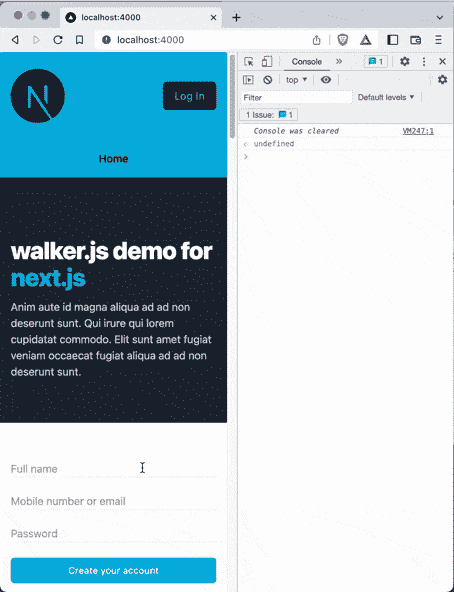 localhost:4000
localhost:4000
Console
1
top
Filter
Default levels
1 Issue:
1
Console was cleared
VM247:1
undefined
N
Log in
Home
walker.js demo for
next.js
Anim aute id magna aliqua ad ad non
deserunt sunt. Qui irure qui lorem
cupidatat commodo. Elit sunt amet fugiat
veniam occaecat fugiat aliqua ad ad non
deserunt sunt.
Full name
Mobile number or email
Password
Create your account